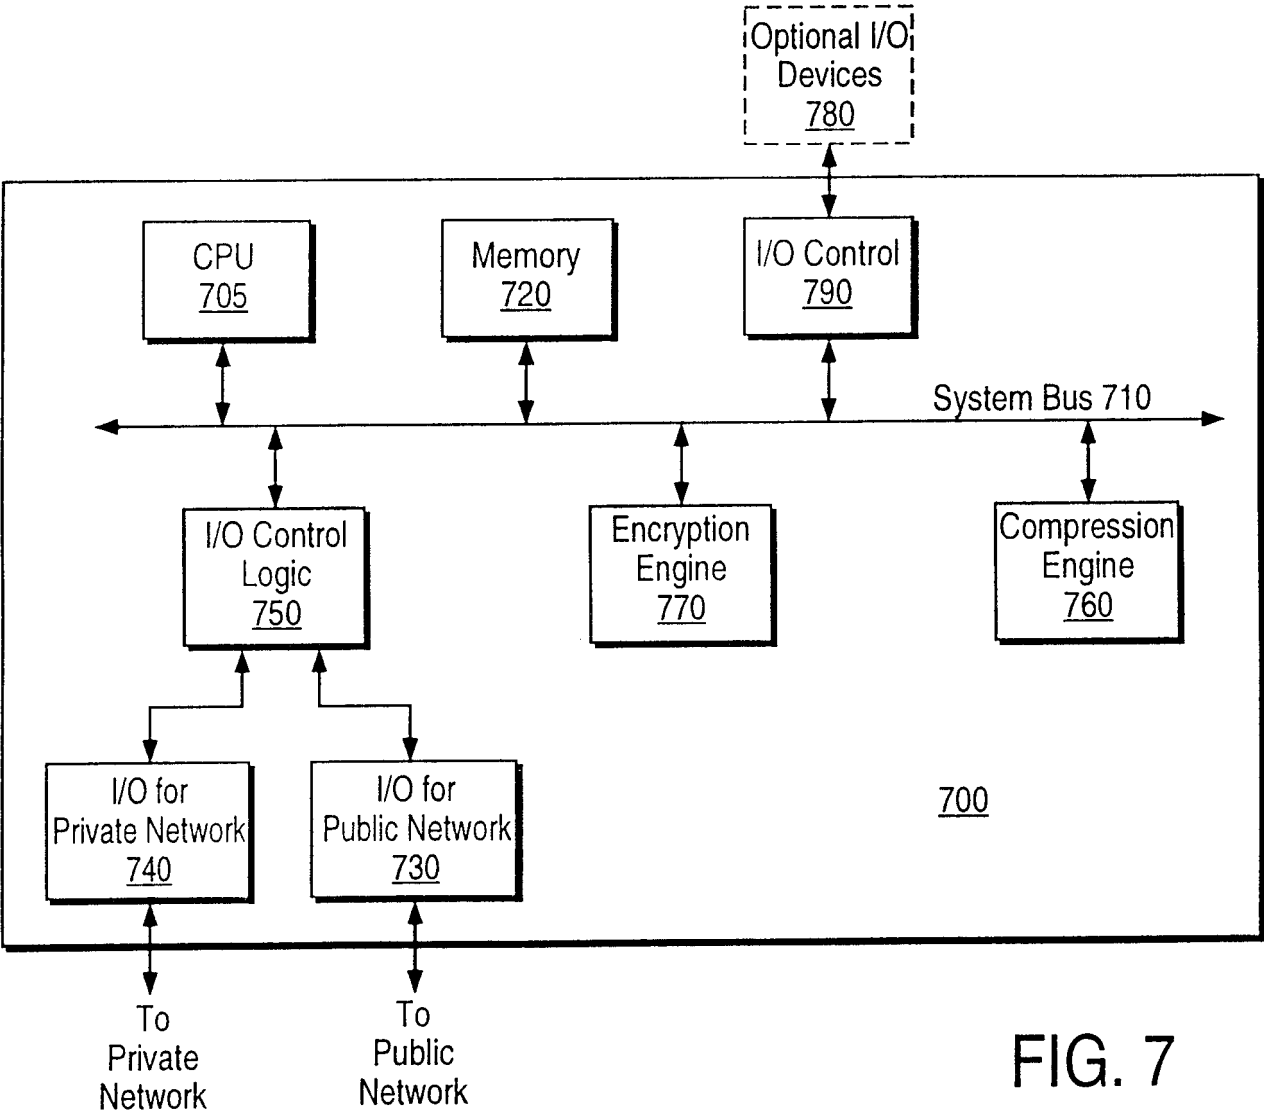 Optional I/O
Devices
780
CPU
705
Memory
720
I/O Control
790
System Bus 710
I/O Control
Logic
750
Encryption
Engine
770
Compression
Engine
760
I/O for
Private Network
740
I/O for
Public Network
730
700
To
Private
Network
To
Public
Network
FIG. 7